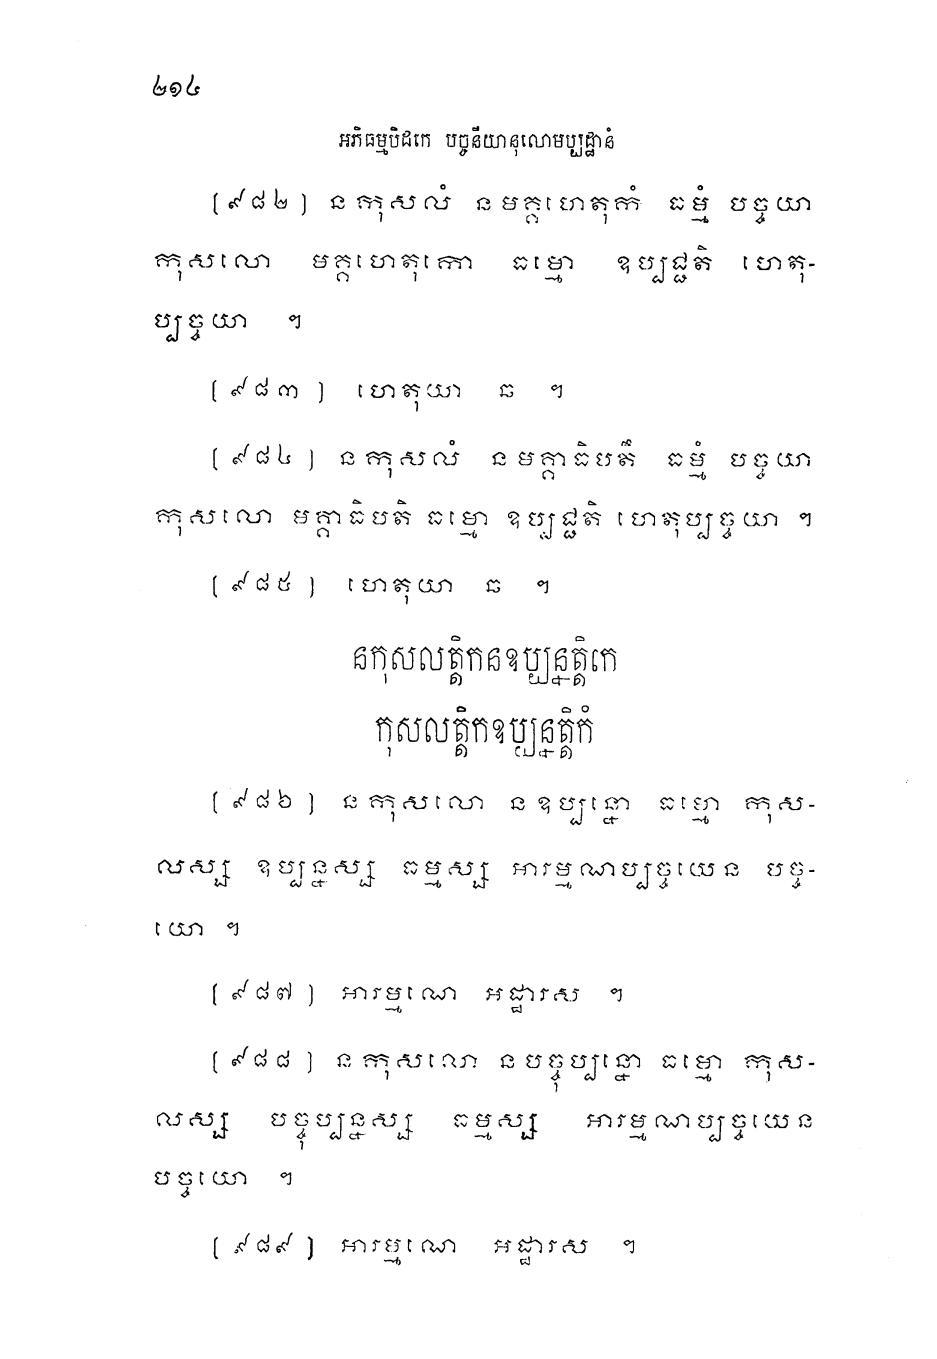 ២១៤
អភិធម្មបិដកេ បច្ចនីយានុលោមប្បដ្ឋានំ
(៩៨២) ន កុសលំ ន មគ្គហេតុកំ ធម្មំ បច្ចយា
កុសលោ មគ្គហេតុកោ ធម្មោ ឧប្បជ្ជតិ ហេតុ-
ប្បច្ចយា ។
(៩៨៣) ហេតុយា ឆ ។
(៩៨៤) ន កុសលំ ន មគ្គាធិបតឹ ធម្មំ បច្ចយា
កុសលោ មគ្គាធិបតិ ធម្មោ ឧប្បជ្ជតិ ហេតុប្បច្ចយា ។
(៩៨៥) ហេតុយា ឆ ។
នកុសលត្តិកនឧប្បន្នត្តិកេ
កុសលត្តិកឧប្បន្នត្តិកំ
(៩៨៦) ន កុសលោ ន ឧប្បន្នោ ធម្មោ កុស-
លស្ស ឧប្បន្នស្ស ធម្មស្ស អារម្មណប្បច្ចយេន បច្ច-
យោ ។
(៩៨៧) អារម្មណេ អដ្ឋារស ។
(៩៨៨) ន កុសលោ ន បច្ចុប្បន្នោ ធម្មោ កុស-
លស្ស បច្ចុប្បន្នស្ស ធម្មស្ស អារម្មណប្បច្ចយេន
បច្ចយោ ។
(៩៨៩) អារម្មណេ អដ្ឋារស ។